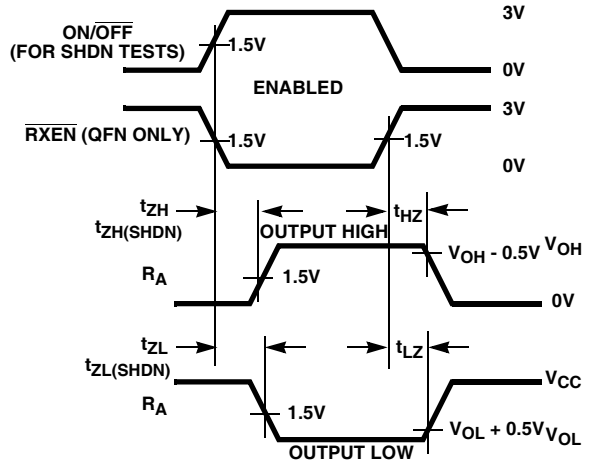 ON/OFF
(FOR SHDN TESTS)
3V
1.5V
0V
ENABLED
3V
RXEN (QFN ONLY)
1.5V
1.5V
0V
tZH
tZH(SHDN)
tHZ
OUTPUT HIGH
VOH - 0.5V
VOH
RA
1.5V
0V
tZL
tZL(SHDN)
tLZ
VCC
RA
1.5V
VOL + 0.5V
VOL
OUTPUT LOW